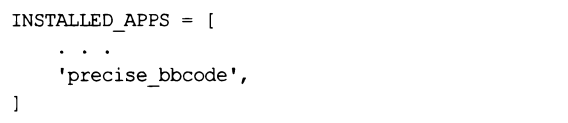 INSTALLED_APPS = [
    . . .
    'precise_bbcode',
]